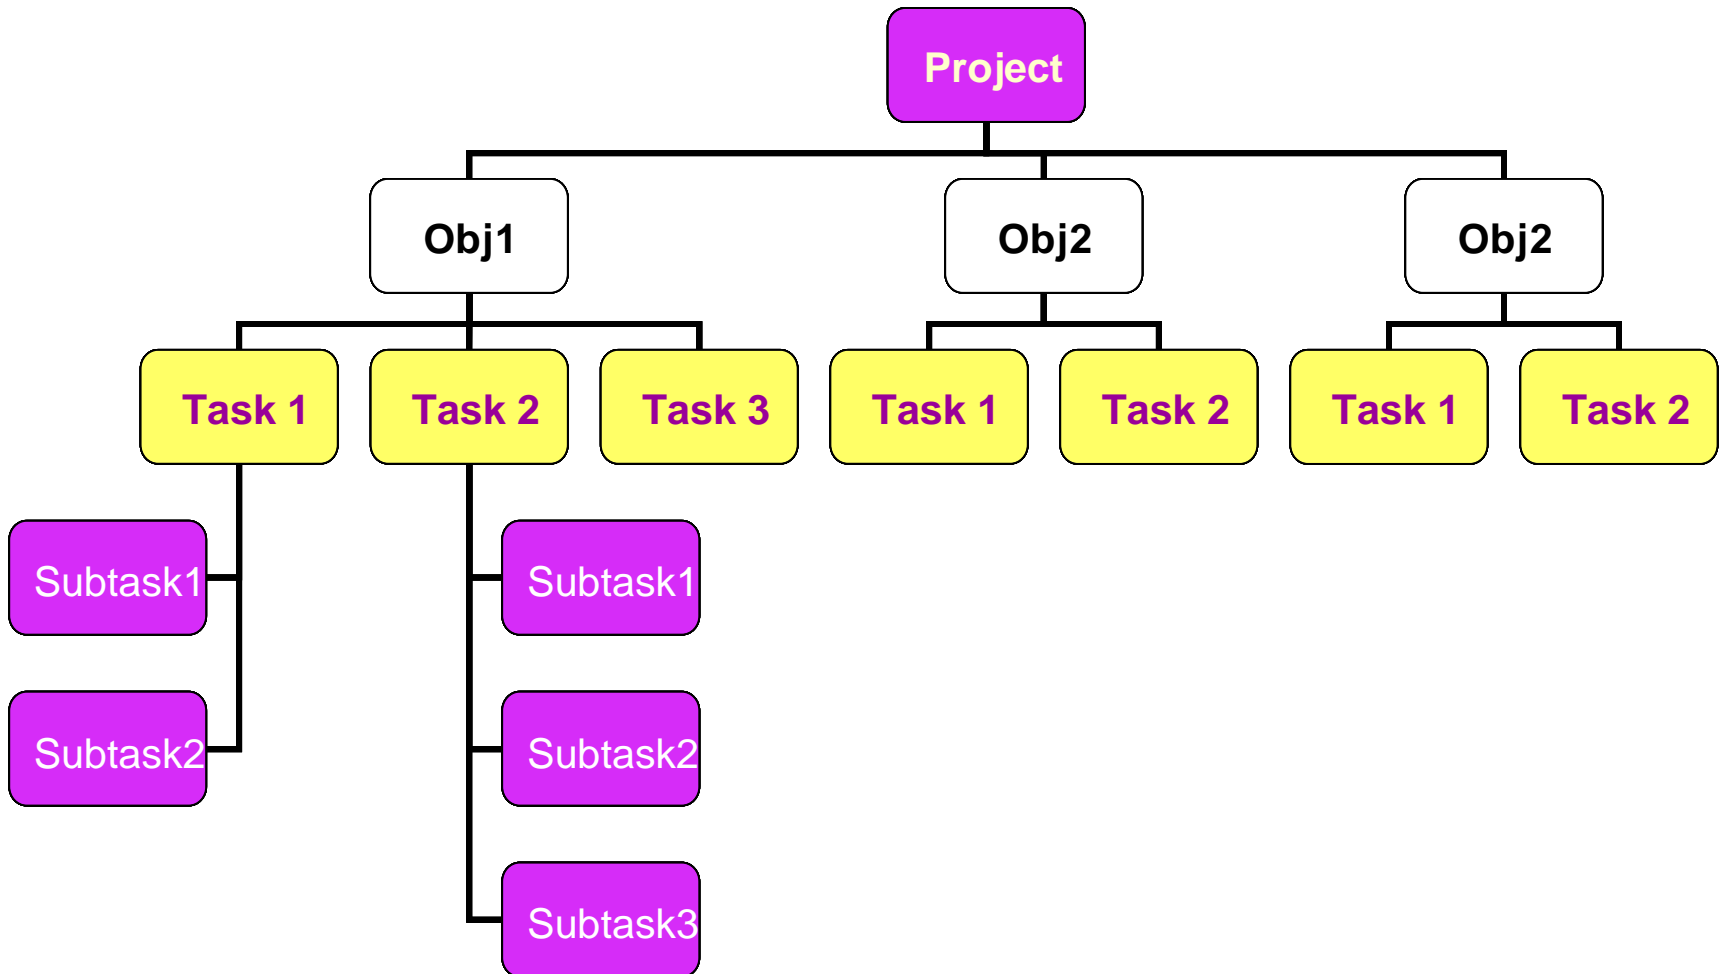 Project
Obj1
Obj2
Obj2
Task 1
Task 2
Task 3
Task 1
Task 2
Task 1
Task 2
Subtask1
Subtask1
Subtask2
Subtask2
Subtask3